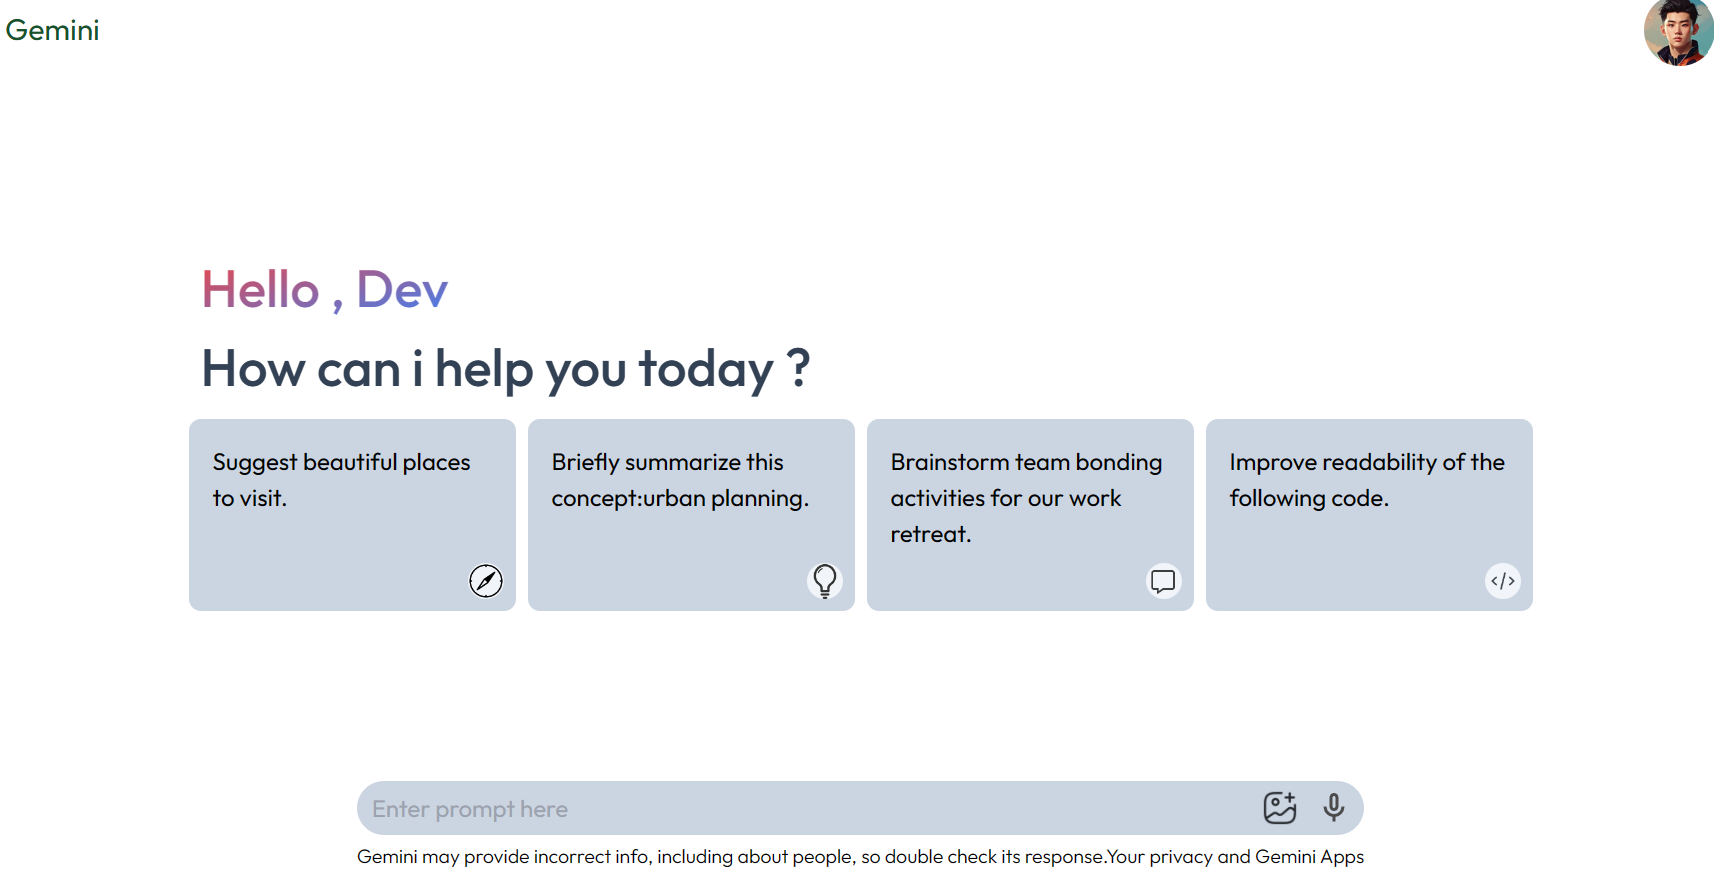 Gemini
Hello , Dev
How can i help you today ?
Suggest beautiful places
to visit.
Briefly summarize this
concept:urban planning.
Brainstorm team bonding
activities for our work
retreat.
Improve readability of the
following code.
</>
Enter prompt here
Gemini may provide incorrect info, including about people, so double check its response.Your privacy and Gemini Apps